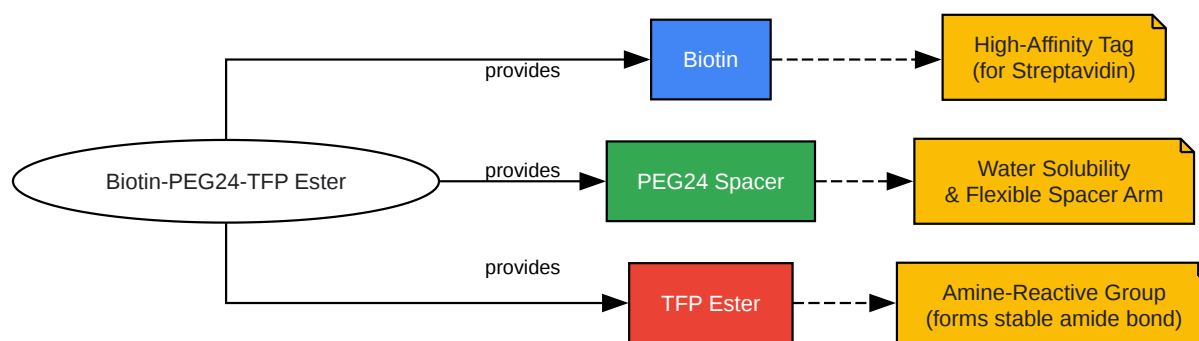 Biotin-PEG24-TFP Ester
provides
Biotin
High-Affinity Tag
(for Streptavidin)
provides
PEG24 Spacer
Water Solubility
& Flexible Spacer Arm
provides
TFP Ester
Amine-Reactive Group
(forms stable amide bond)